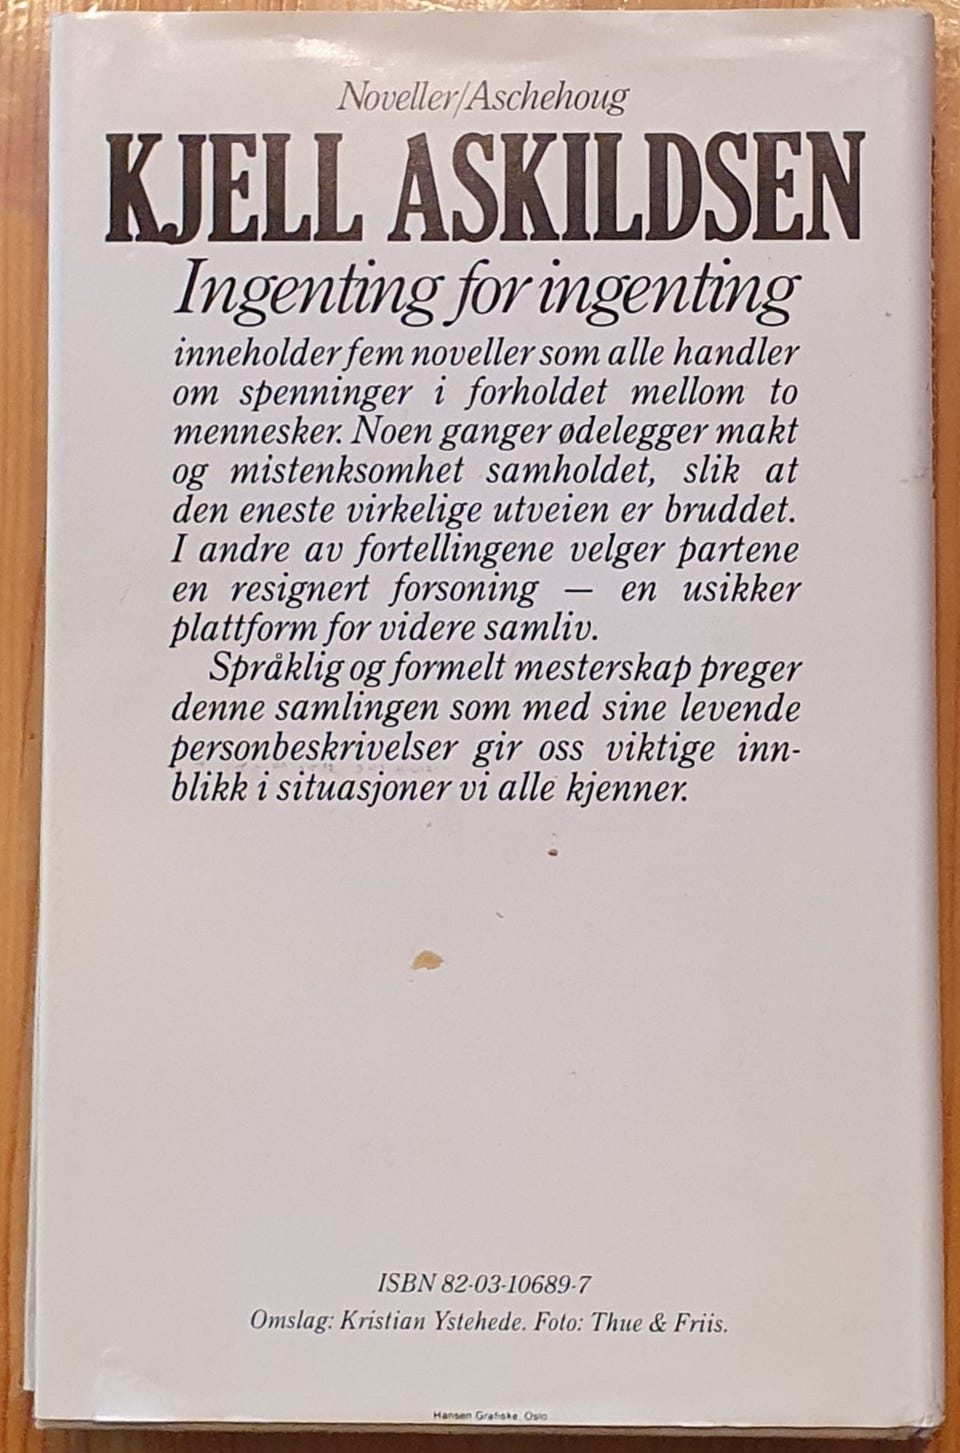 Noveller/Aschehoug
KJELL ASKILDSEN
Ingenting for ingenting
inneholder fem noveller som alle handler
om spenninger i forholdet mellom to
mennesker. Noen ganger ødelegger makt
og mistenksomhet samholdet, slik at
den eneste virkelige utveien er bruddet.
I andre av fortellingene velger partene
en resignert forsoning — en usikker
plattform for videre samliv.
Språklig og formelt mesterskap preger
denne samlingen som med sine levende
personbeskrivelser gir oss viktige inn-
blikk i situasjoner vi alle kjenner.
ISBN 82-03-10689-7
Omslag: Kristian Ystehede. Foto: Thue & Friis.
Hansen Grafiske, Oslo